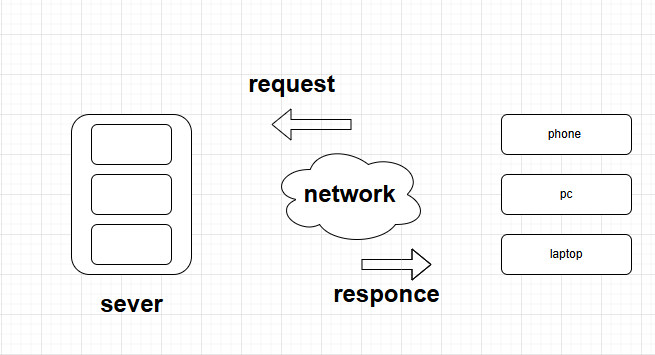 request
phone
network
pc
laptop
sever
responce